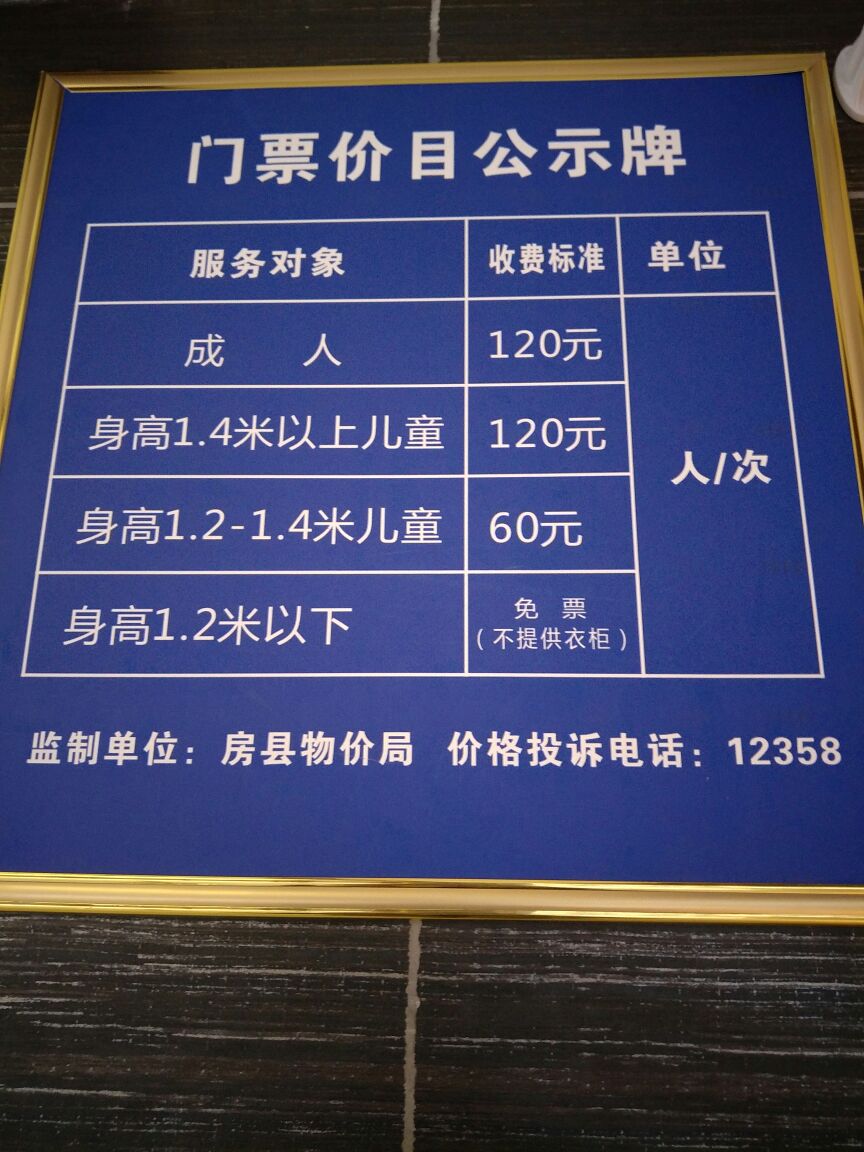 门票价目公示牌
服务对象 收费标准 单位
成 人 120元
身高1.4米以上儿童 120元
人/次
身高1.2-1.4米儿童 60元
身高1.2米以下 免 票
(不提供衣柜)
监制单位:房县物价局 价格投诉电话:12358